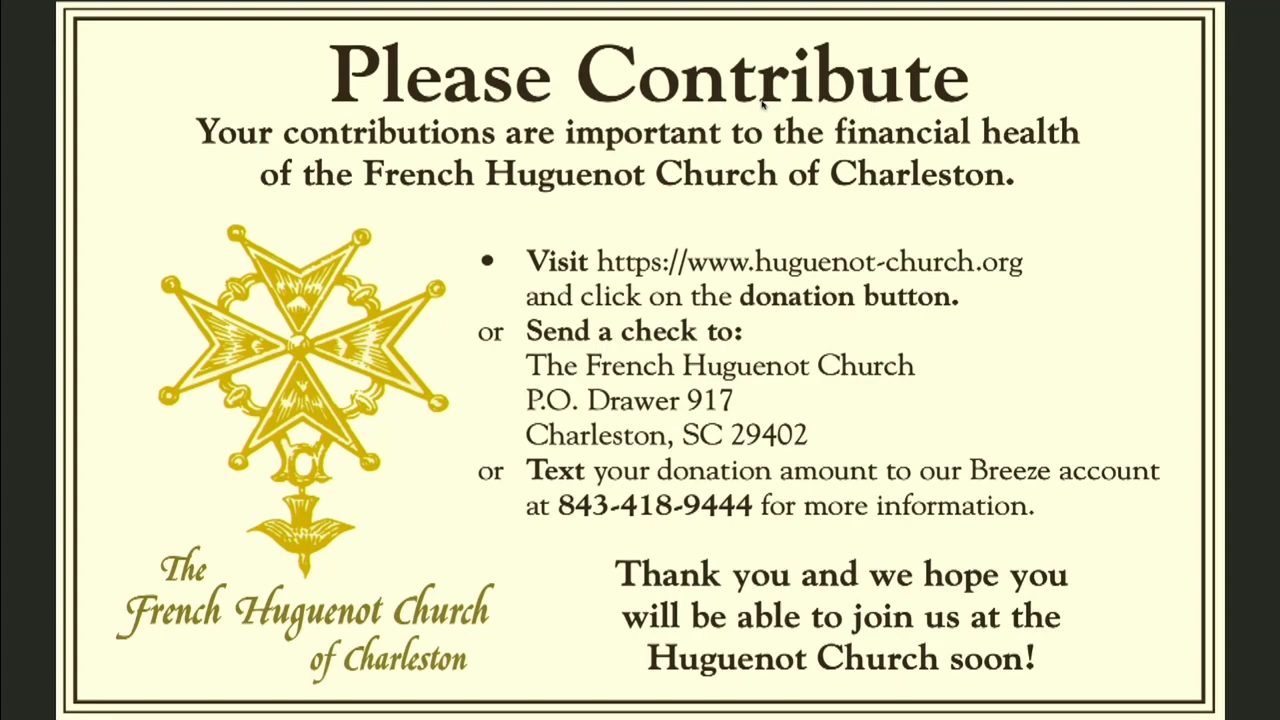 Please Contribute
Your contributions are important to the financial health
of the French Huguenot Church of Charleston.
• Visit https://www.huguenot-church.org
and click on the donation button.
or Send a check to:
The French Huguenot Church
P.O. Drawer 917
Charleston, SC 29402
or Text your donation amount to our Breeze account
at 843-418-9444 for more information.
The
French Huguenot Church
of Charleston
Thank you and we hope you
will be able to join us at the
Huguenot Church soon!